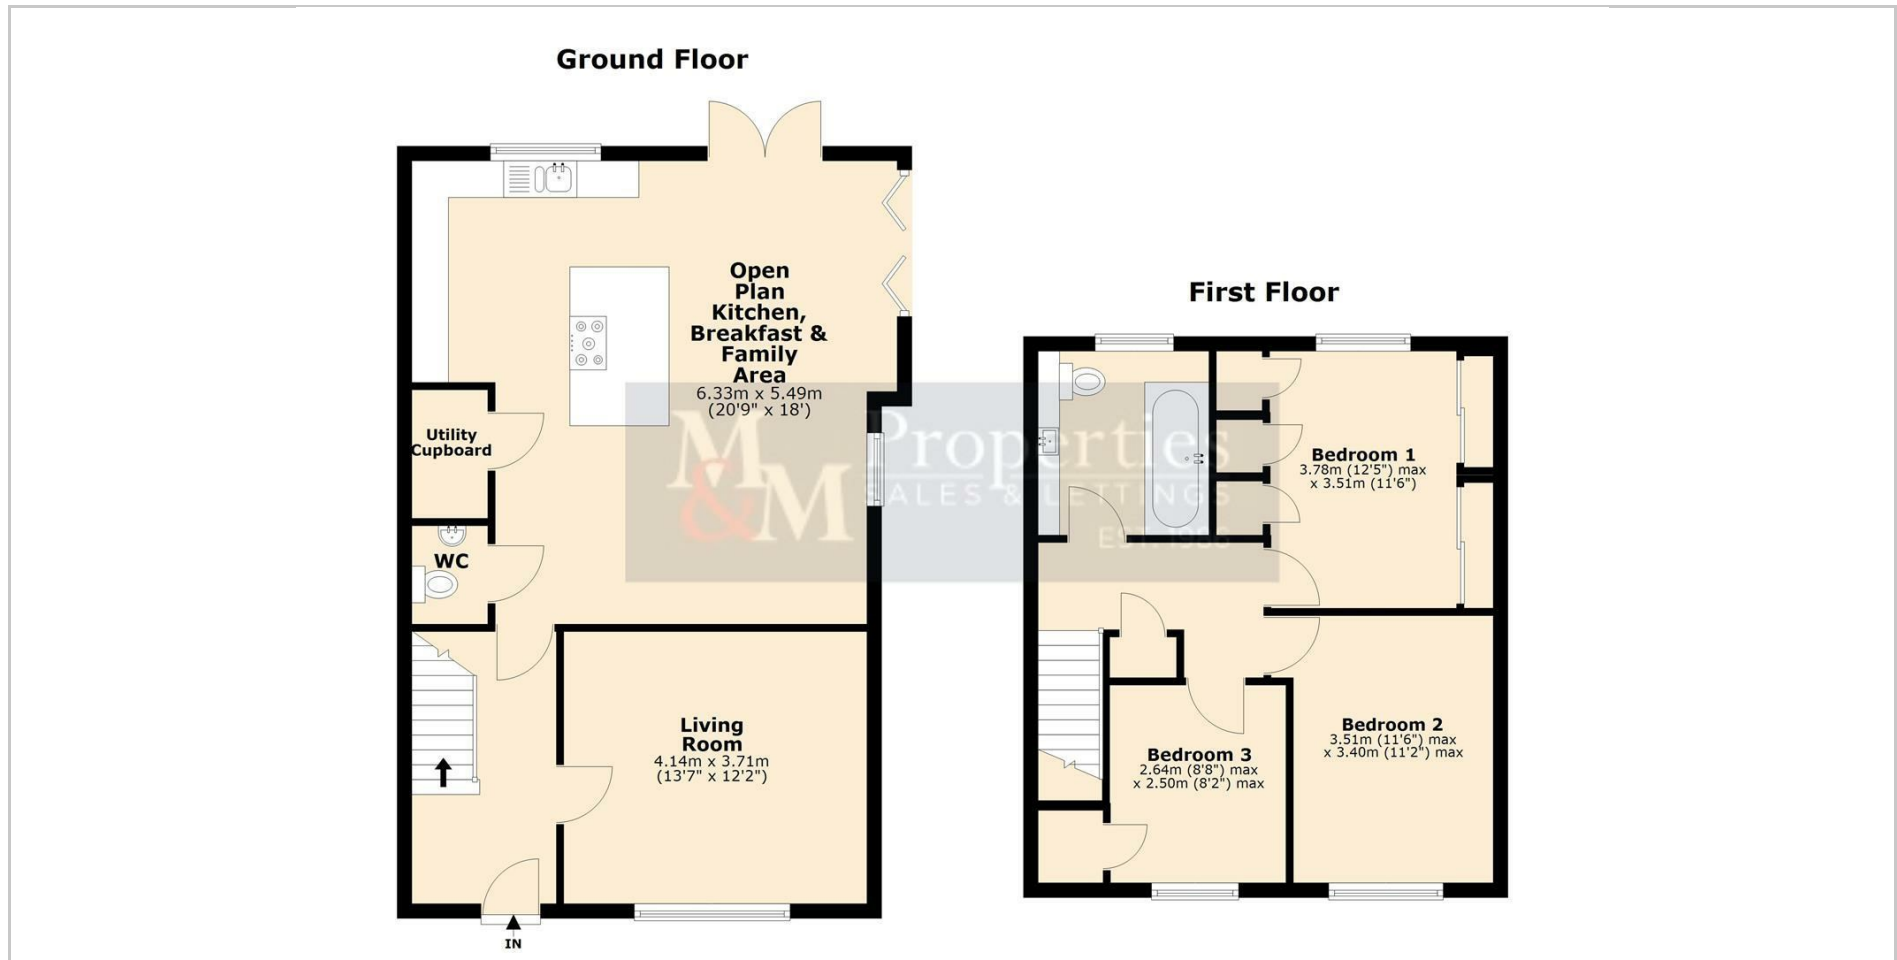 Ground Floor
Open
Plan
Kitchen,
Breakfast &
Family
Area
6.33m x 5.49m
(20'9" x 18')
Utility
Cupboard
WC
Living
Room
4.14m x 3.71m
(13'7" x 12'2")
IN
First Floor
Bedroom 1
3.78m (12'5") max
x 3.51m (11'6")
Bedroom 2
3.51m (11'6") max
x 3.40m (11'2") max
Bedroom 3
2.64m (8'8") max
x 2.50m (8'2") max
M&M Properties
SALES & LETTINGS
EST. 1986